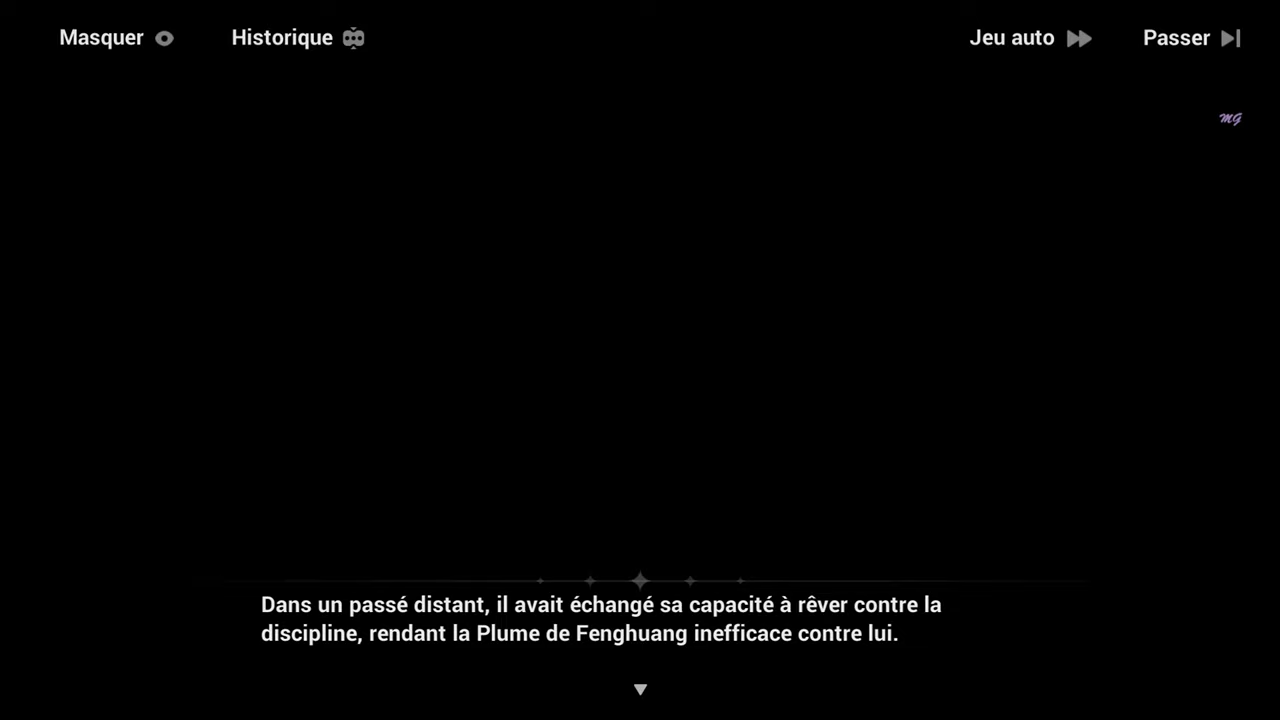 Masquer
Historique
Jeu auto
Passer
MG
Dans un passé distant, il avait échangé sa capacité à rêver contre la
discipline, rendant la Plume de Fenghuang inefficace contre lui.